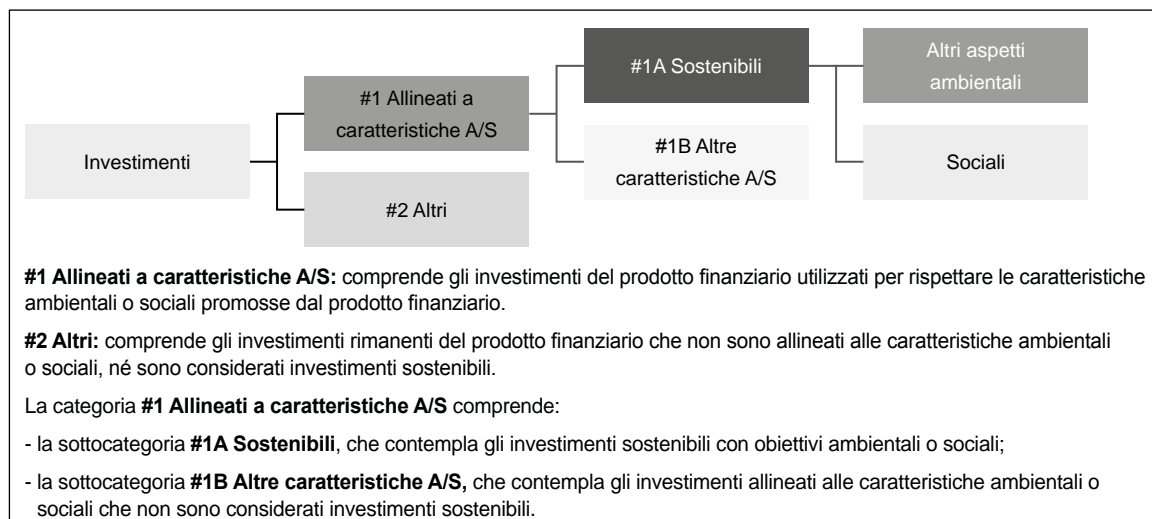 Investimenti
#1 Allineati a
caratteristiche A/S
#2 Altri
#1A Sostenibili
#1B Altre
caratteristiche A/S
Altri aspetti
ambientali
Sociali
#1 Allineati a caratteristiche A/S: comprende gli investimenti del prodotto finanziario utilizzati per rispettare le caratteristiche
ambientali o sociali promosse dal prodotto finanziario.
#2 Altri: comprende gli investimenti rimanenti del prodotto finanziario che non sono allineati alle caratteristiche ambientali
o sociali, né sono considerati investimenti sostenibili.
La categoria #1 Allineati a caratteristiche A/S comprende:
- la sottocategoria #1A Sostenibili, che contempla gli investimenti sostenibili con obiettivi ambientali o sociali;
- la sottocategoria #1B Altre caratteristiche A/S, che contempla gli investimenti allineati alle caratteristiche ambientali o
sociali che non sono considerati investimenti sostenibili.